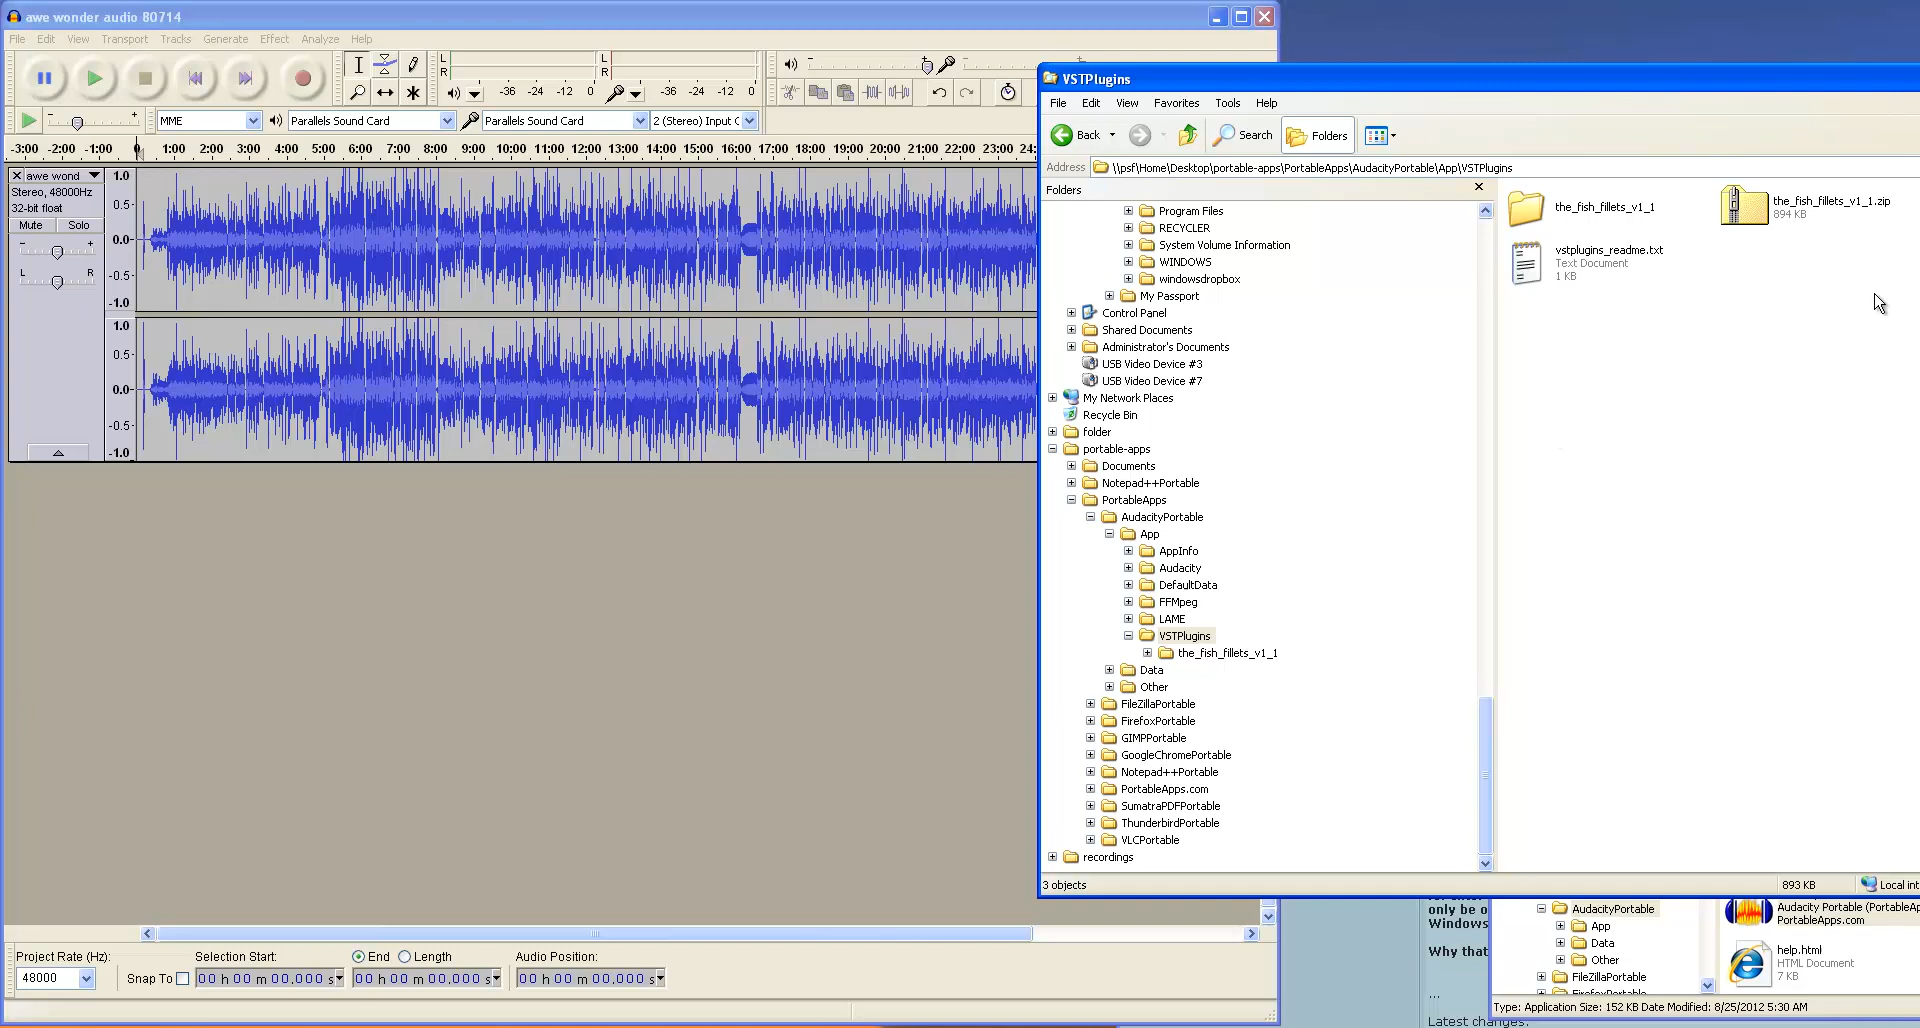 awe wonder audio 80714
File Edit View Transport Tracks Generate Effect Analyze Help
L
R
-36 -24 -12 0
L
R
-36 -24 -12 0
MME
Parallels Sound Card
Parallels Sound Card
2 (Stereo) Input C
-3:00 -2:00 -1:00 0 1:00 2:00 3:00 4:00 5:00 6:00 7:00 8:00 9:00 10:00 11:00 12:00 13:00 14:00 15:00 16:00 17:00 18:00 19:00 20:00 21:00 22:00 23:00 24:
awe wond
Stereo, 48000Hz
32-bit float
Mute Solo
- +
L R
1.0
0.5
0.0
-0.5
-1.0
1.0
0.5
0.0
-0.5
-1.0
Project Rate (Hz):
48000
Snap To
Selection Start:
00 h 00 m 00,000 s
End Length
00 h 00 m 00,000 s
Audio Position:
00 h 00 m 00,000 s
VSTPlugins
File Edit View Favorites Tools Help
Back Search Folders
Address \\psf\Home\Desktop\portable-apps\PortableApps\AudacityPortable\App\VSTPlugins
Folders
Program Files
RECYCLER
System Volume Information
WINDOWS
windowsdropbox
My Passport
Control Panel
Shared Documents
Administrator's Documents
USB Video Device #3
USB Video Device #7
My Network Places
Recycle Bin
folder
portable-apps
Documents
Notepad++Portable
PortableApps
AudacityPortable
App
AppInfo
Audacity
DefaultData
FFMpeg
LAME
VSTPlugins
the_fish_fillets_v1_1
Data
Other
FileZillaPortable
FirefoxPortable
GIMPPortable
GoogleChromePortable
Notepad++Portable
PortableApps.com
SumatraPDFPortable
ThunderbirdPortable
VLCPortable
recordings
the_fish_fillets_v1_1
the_fish_fillets_v1_1.zip
894 KB
vstplugins_readme.txt
Text Document
1 KB
3 objects
893 KB
Local int
only be o
Windows
Why that
...
Latest changes:
AudacityPortable
App
Data
Other
FileZillaPortable
FirefoxPortable
Audacity Portable (PortableAp
PortableApps.com
help.html
HTML Document
7 KB
Type: Application Size: 152 KB Date Modified: 8/25/2012 5:30 AM